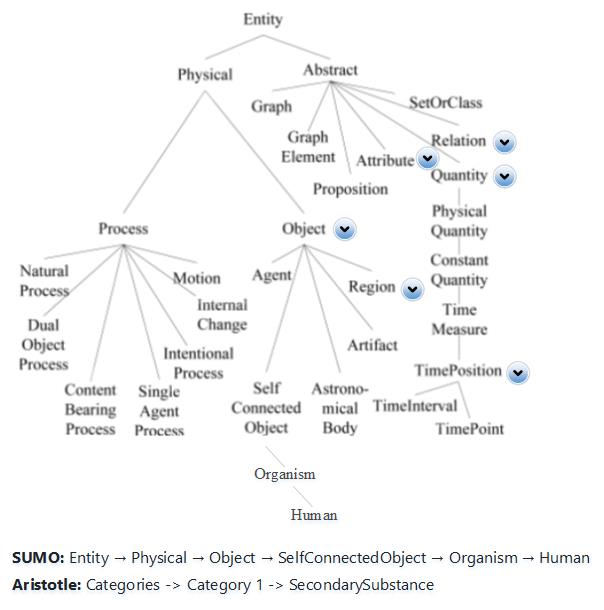 Entity
Physical
Abstract
Graph
SetOrClass
Graph
Element
Relation
Attribute
Quantity
Proposition
Physical
Quantity
Process
Object
Constant
Quantity
Natural
Process
Motion
Agent
Region
Internal
Change
Time
Measure
Dual
Object
Process
Intentional
Process
Artifact
TimePosition
Content
Bearing
Process
Single
Agent
Process
Self
Connected
Object
Astrono-
mical
Body
TimeInterval
TimePoint
Organism
Human
SUMO: Entity → Physical → Object → SelfConnectedObject → Organism → Human
Aristotle: Categories -> Category 1 -> SecondarySubstance